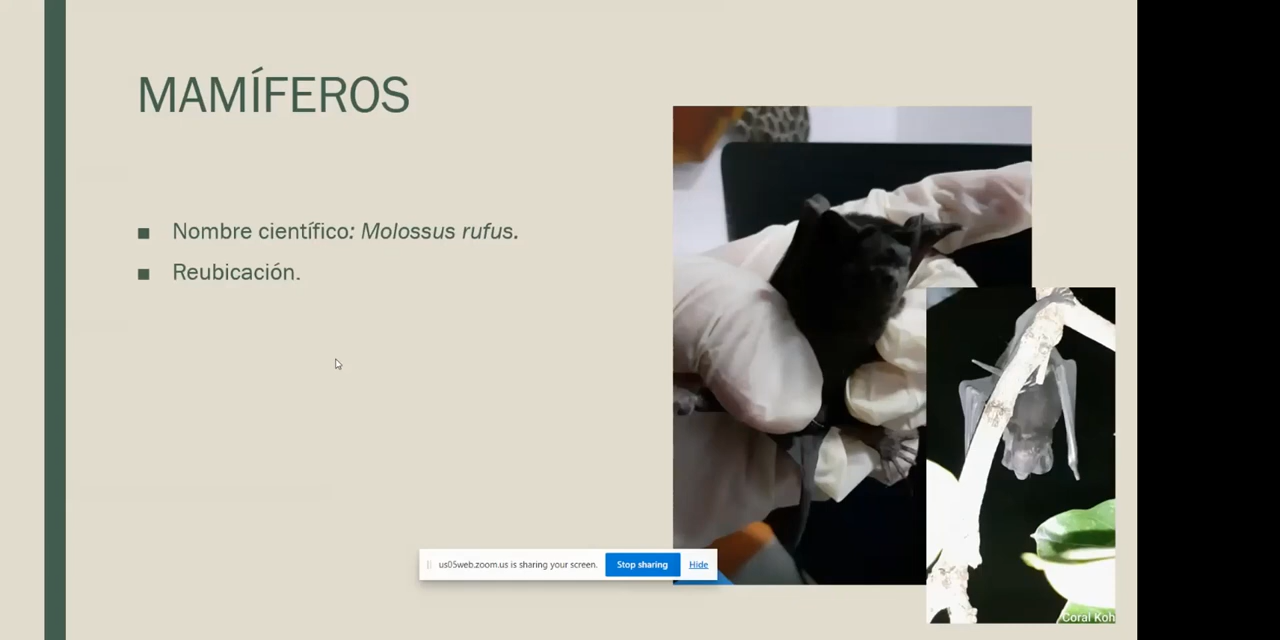 MAMÍFEROS
■ Nombre científico: Molossus rufus.
■ Reubicación.
us05web.zoom.us is sharing your screen.
Stop sharing
Hide
Coral Koh